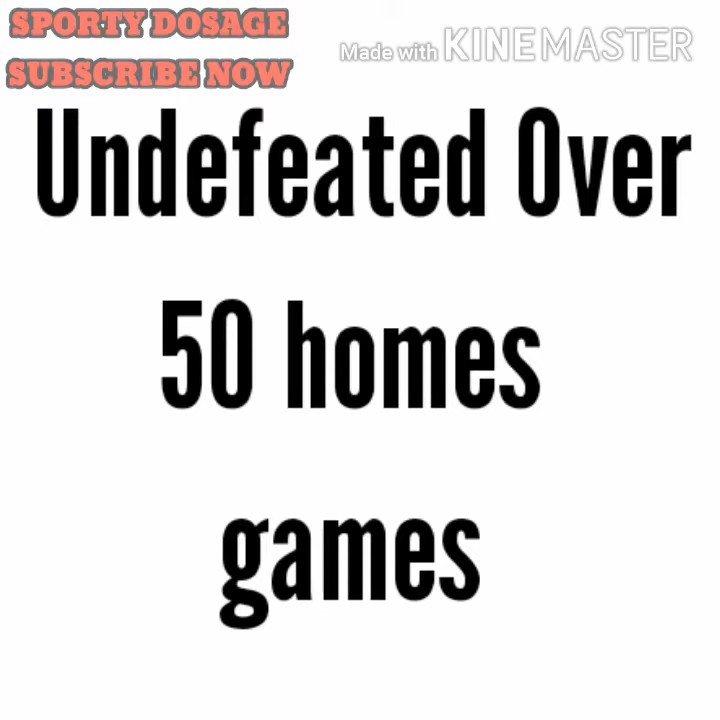 SPORTY DOSAGE
SUBSCRIBE NOW
Made with KINEMASTER
Undefeated Over
50 homes
games